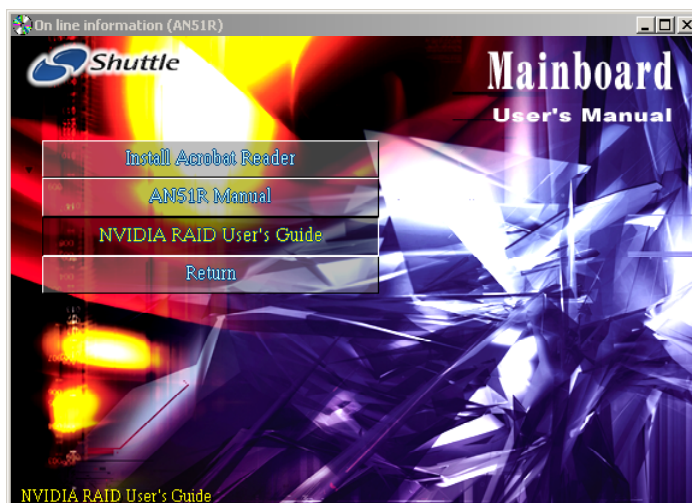 On line information (AN51R)
Shuttle
Mainboard
User's Manual
Install Acrobat Reader
AN51R Manual
NVIDIA RAID User's Guide
Return
NVIDIA RAID User's Guide